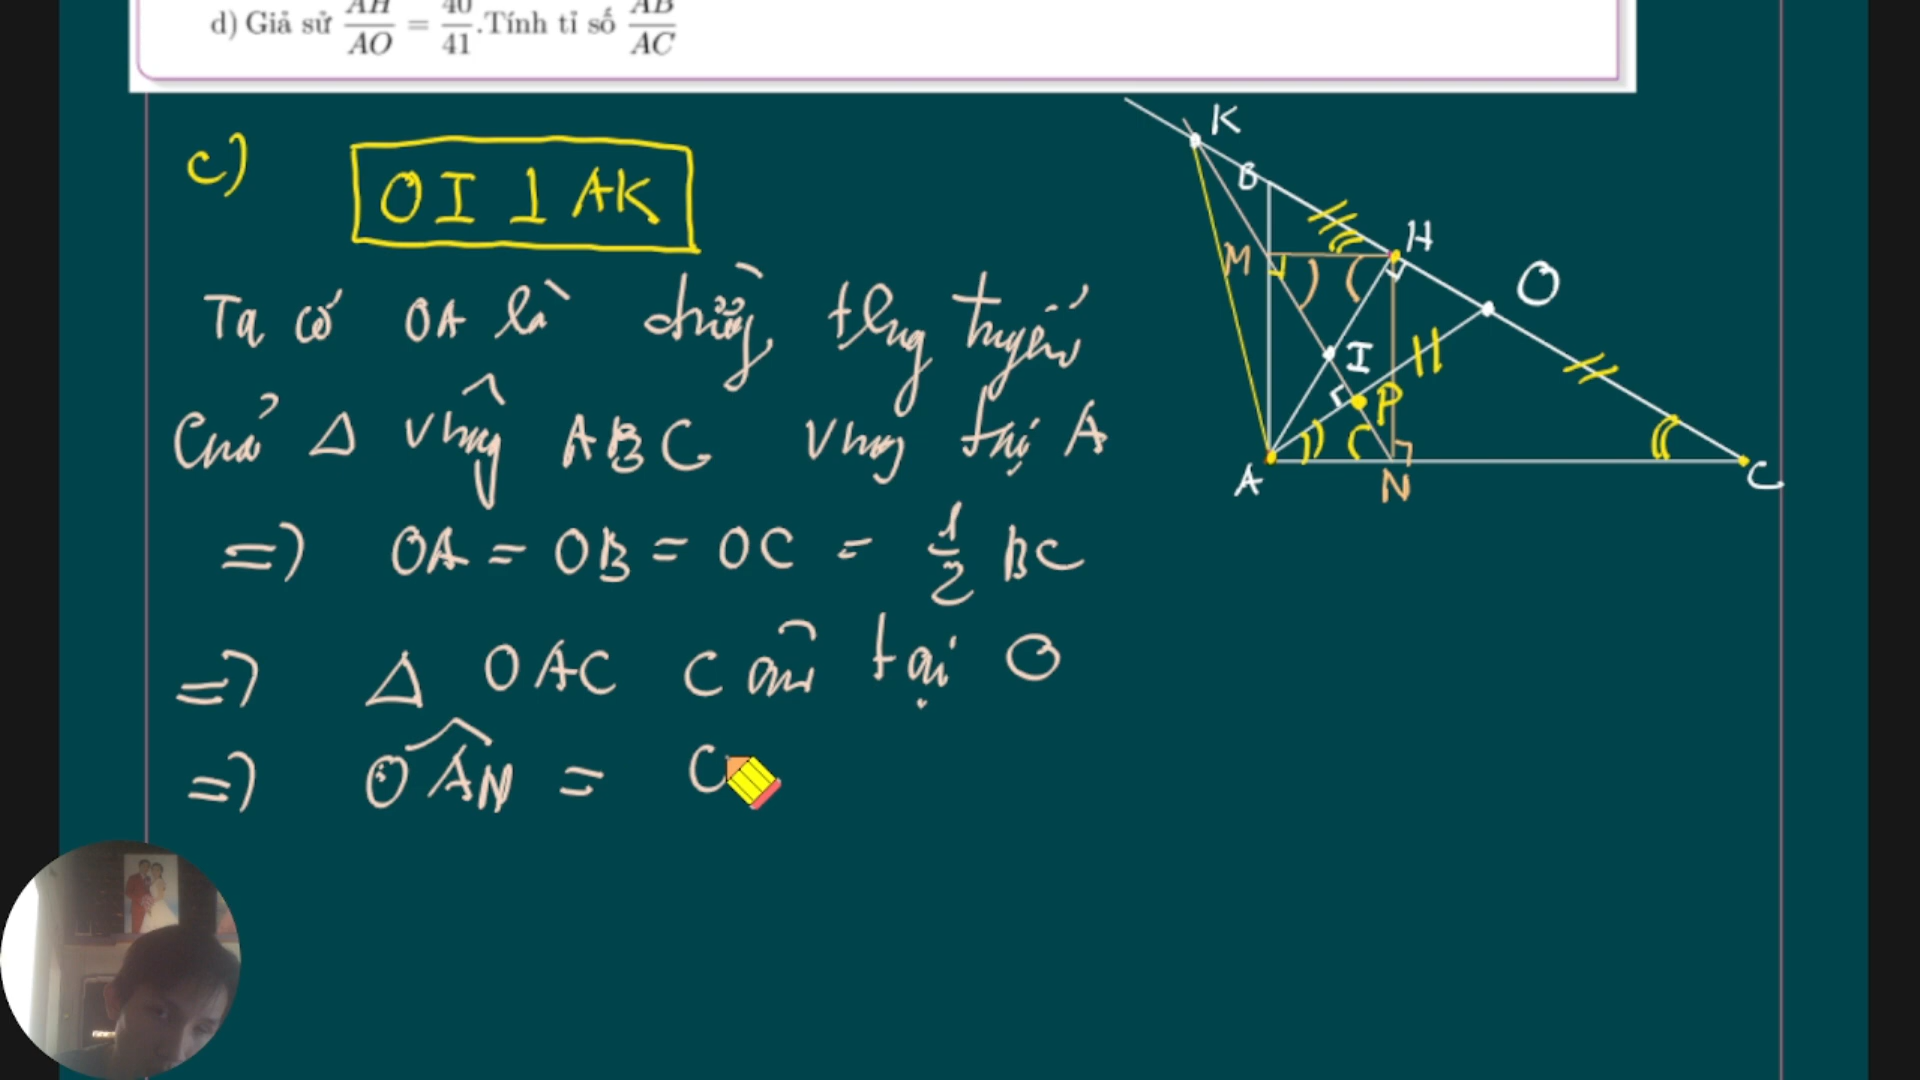 d) Giả sử AH/AO = 40/41. Tính tỉ số AB/AC
c) OI ⊥ AK
Ta có OA là đường trung tuyến
Của Δ vuông ABC vuông tại A
=> OA = OB = OC = 1/2 BC
=> Δ OAC cân tại O
=> OÂN = C
K
B
H
M
O
I
P
A
N
C